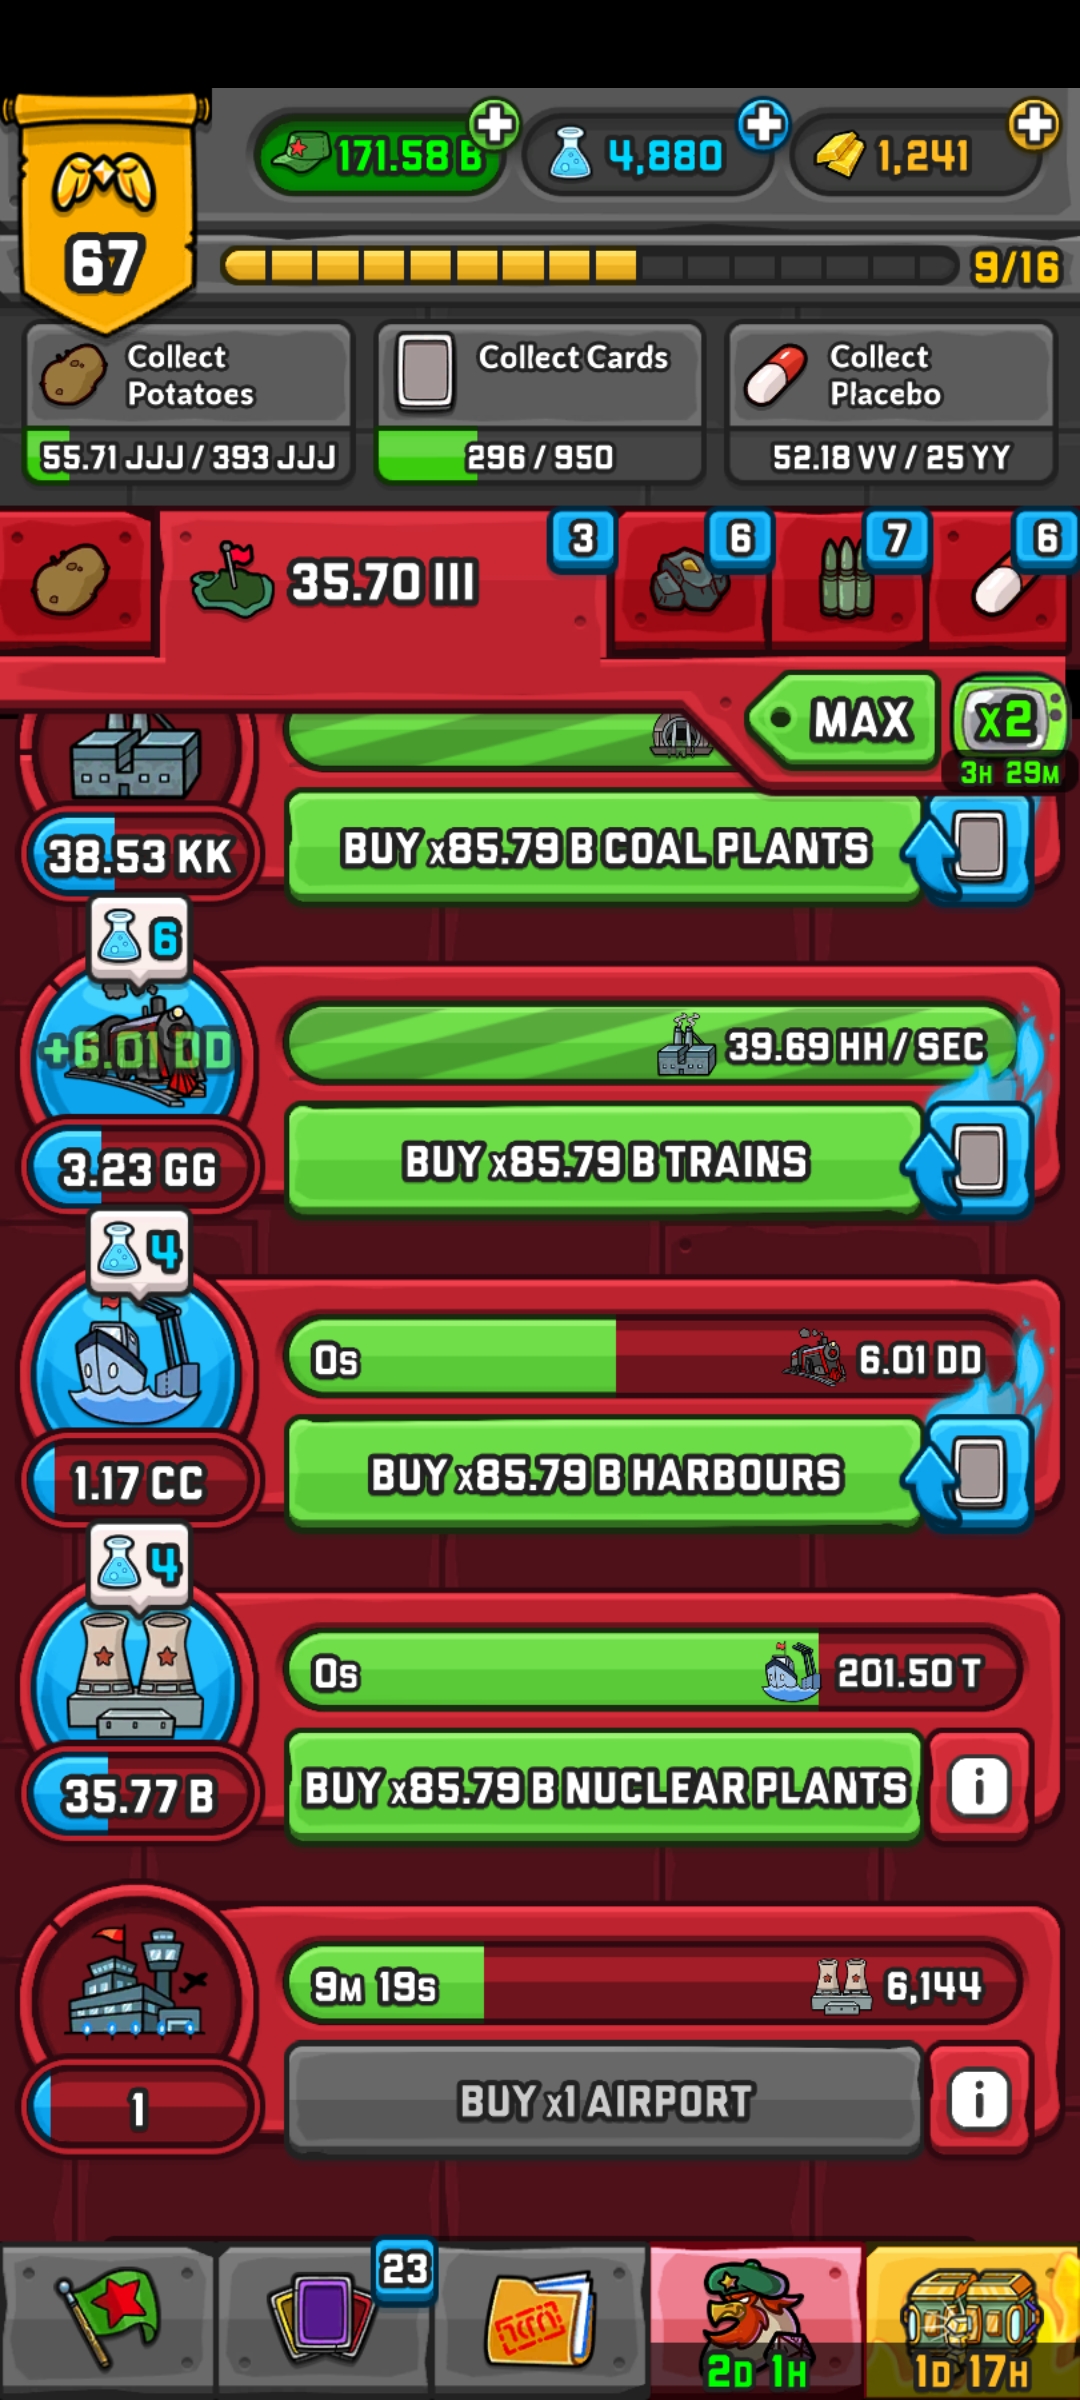 171.58 B
4,880
1,241
67
9/16
Collect
Potatoes
55.71 JJJ / 393 JJJ
Collect Cards
296 / 950
Collect
Placebo
52.18 VV / 25 YY
35.70 III
3
6
7
6
MAX
x2
3H 29M
38.53 KK
BUY x85.79 B COAL PLANTS
6
+6.01 DD
39.69 HH / SEC
3.23 GG
BUY x85.79 B TRAINS
4
0s
6.01 DD
1.17 CC
BUY x85.79 B HARBOURS
4
0s
201.50 T
35.77 B
BUY x85.79 B NUCLEAR PLANTS
i
9M 19s
6,144
1
BUY x1 AIRPORT
i
23
2D 1H
1D 17H